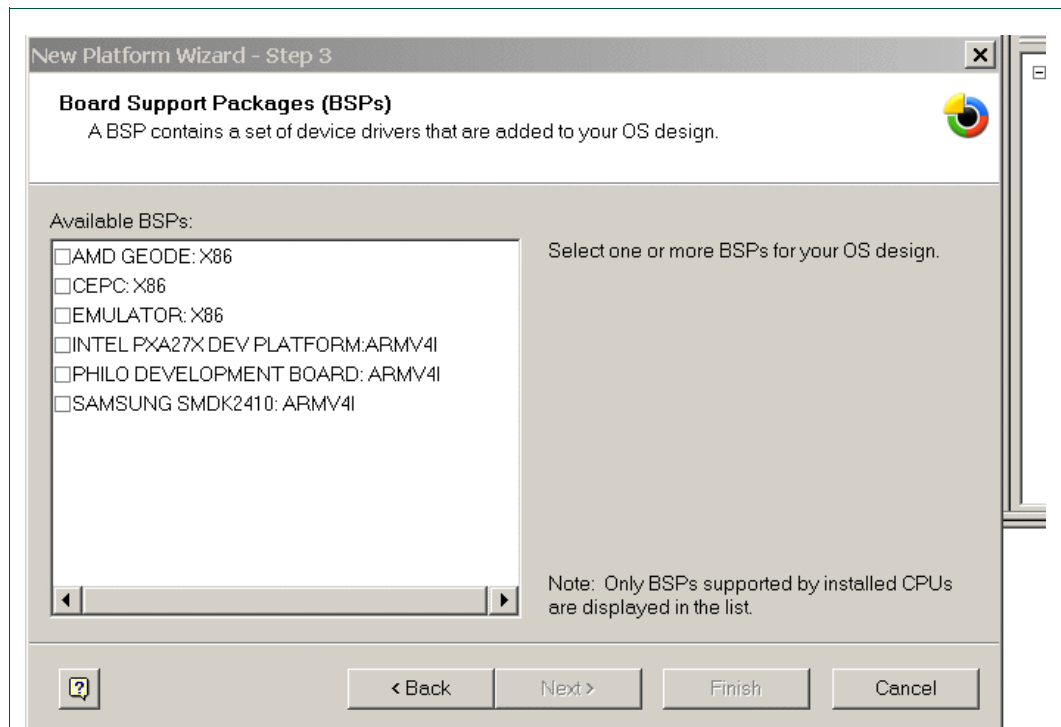 New Platform Wizard - Step 3
Board Support Packages (BSPs)
A BSP contains a set of device drivers that are added to your OS design.
Available BSPs:
AMD GEODE: X86
CEPC: X86
EMULATOR: X86
INTEL PXA27X DEV PLATFORM:ARMV4I
PHILO DEVELOPMENT BOARD: ARMV4I
SAMSUNG SMDK2410: ARMV4I
Select one or more BSPs for your OS design.
Note: Only BSPs supported by installed CPUs
are displayed in the list.
< Back
Next >
Finish
Cancel